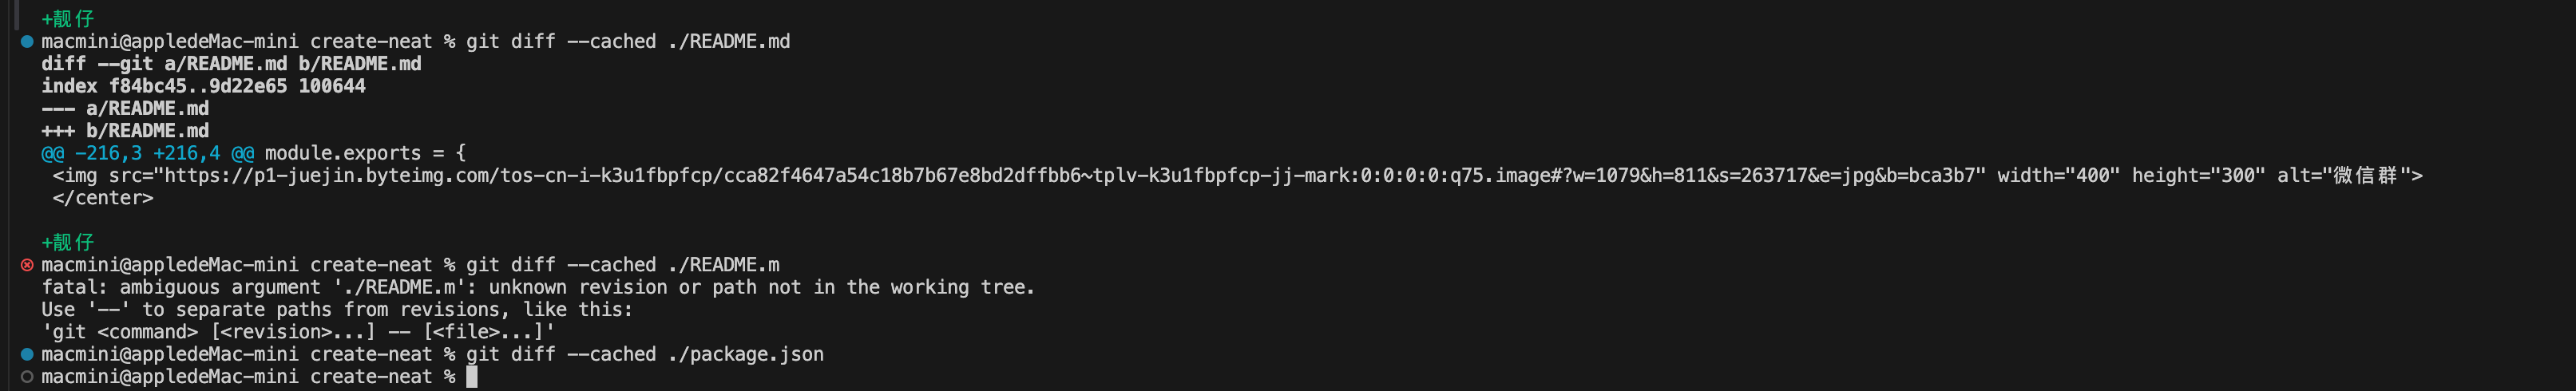 +靓仔
macmini@appledeMac-mini create-neat % git diff --cached ./README.md
diff --git a/README.md b/README.md
index f84bc45..9d22e65 100644
--- a/README.md
+++ b/README.md
@@ -216,3 +216,4 @@ module.exports = {
 <img src="https://p1-juejin.byteimg.com/tos-cn-i-k3u1fbpfcp/cca82f4647a54c18b7b67e8bd2dffbb6~tplv-k3u1fbpfcp-jj-mark:0:0:0:0:q75.image#?w=1079&h=811&s=263717&e=jpg&b=bca3b7" width="400" height="300" alt="微信群">
 </center>
+靓仔
macmini@appledeMac-mini create-neat % git diff --cached ./README.m
fatal: ambiguous argument './README.m': unknown revision or path not in the working tree.
Use '--' to separate paths from revisions, like this:
'git <command> [<revision>...] -- [<file>...]'
macmini@appledeMac-mini create-neat % git diff --cached ./package.json
macmini@appledeMac-mini create-neat %